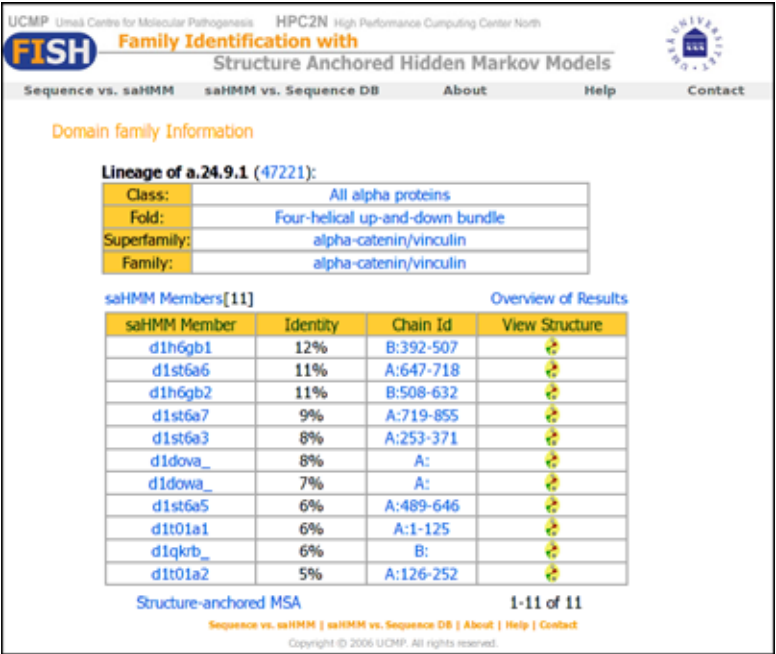 UCMP Umeå Centre for Molecular Pathogenesis HPC2N High Performance Computing Center North
FISH Family Identification with
Structure Anchored Hidden Markov Models
UNIVERSITET UMEÅ
Sequence vs. saHMM saHMM vs. Sequence DB About Help Contact
Domain family Information
Lineage of a.24.9.1 (47221):
Class: All alpha proteins
Fold: Four-helical up-and-down bundle
Superfamily: alpha-catenin/vinculin
Family: alpha-catenin/vinculin
saHMM Members[11] Overview of Results
saHMM Member Identity Chain Id View Structure
d1h6gb1 12% B:392-507
d1st6a6 11% A:647-718
d1h6gb2 11% B:508-632
d1st6a7 9% A:719-855
d1st6a3 8% A:253-371
d1dova_ 8% A:
d1dowa_ 7% A:
d1st6a5 6% A:489-646
d1t01a1 6% A:1-125
d1qkrb_ 6% B:
d1t01a2 5% A:126-252
Structure-anchored MSA 1-11 of 11
Sequence vs. saHMM | saHMM vs. Sequence DB | About | Help | Contact
Copyright © 2006 UCMP. All rights reserved.